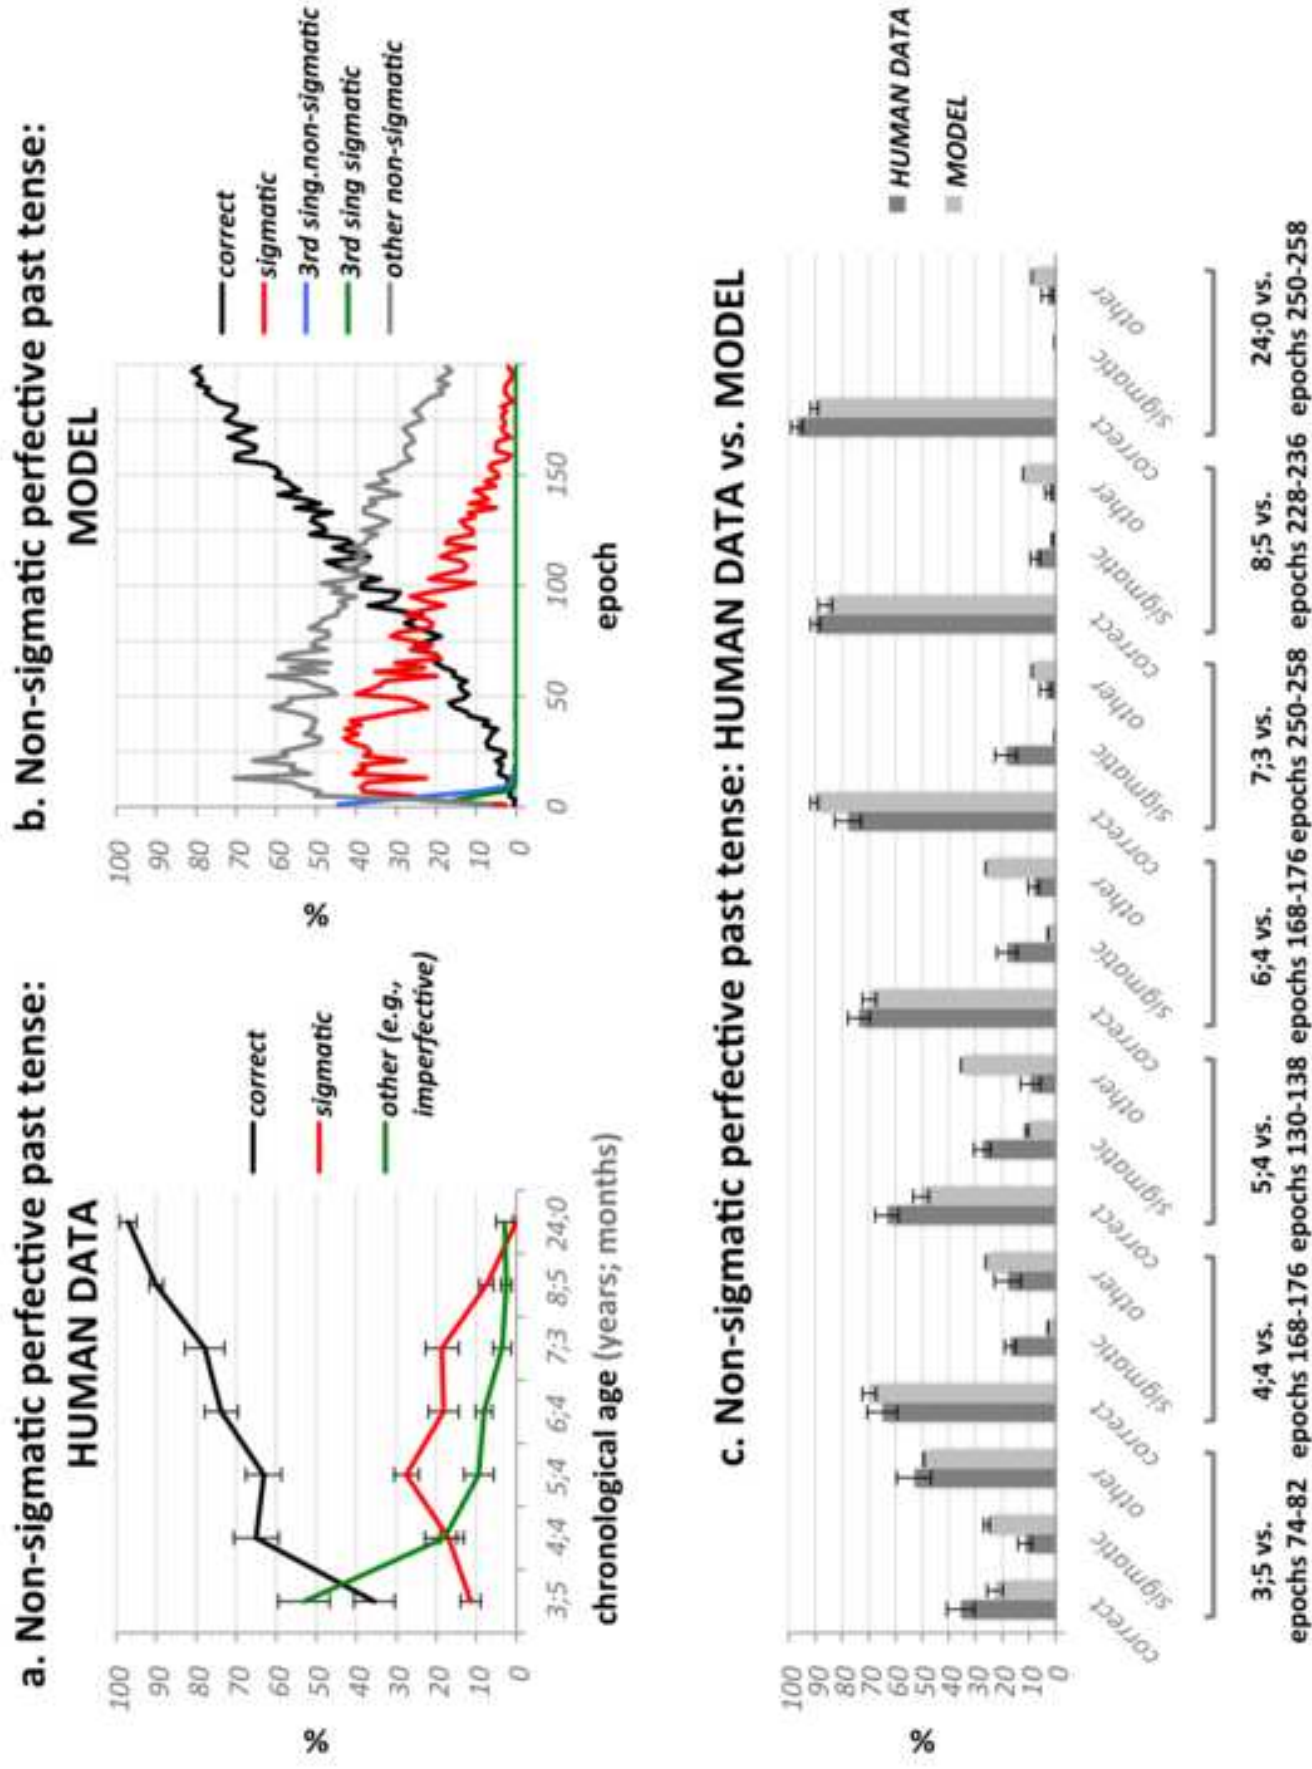 a. Non-sigmatic perfective past tense:
HUMAN DATA
100
90
80
70
60
50
40
30
20
10
0
%
3;5 4;4 5;4 6;4 7;3 8;5 24;0
chronological age (years; months)
correct
sigmatic
other (e.g.,
imperfective)
b. Non-sigmatic perfective past tense:
MODEL
100
90
80
70
60
50
40
30
20
10
0
%
0 50 100 150
epoch
correct
sigmatic
3rd sing.non-sigmatic
3rd sing sigmatic
other non-sigmatic
c. Non-sigmatic perfective past tense: HUMAN DATA vs. MODEL
100
90
80
70
60
50
40
30
20
10
0
%
correct sigmatic other correct sigmatic other correct sigmatic other correct sigmatic other correct sigmatic other correct sigmatic other correct sigmatic other
3;5 vs. 4;4 vs. 5;4 vs. 6;4 vs. 7;3 vs. 8;5 vs. 24;0 vs.
epochs 74-82 epochs 168-176 epochs 130-138 epochs 168-176 epochs 250-258 epochs 228-236 epochs 250-258
HUMAN DATA
MODEL